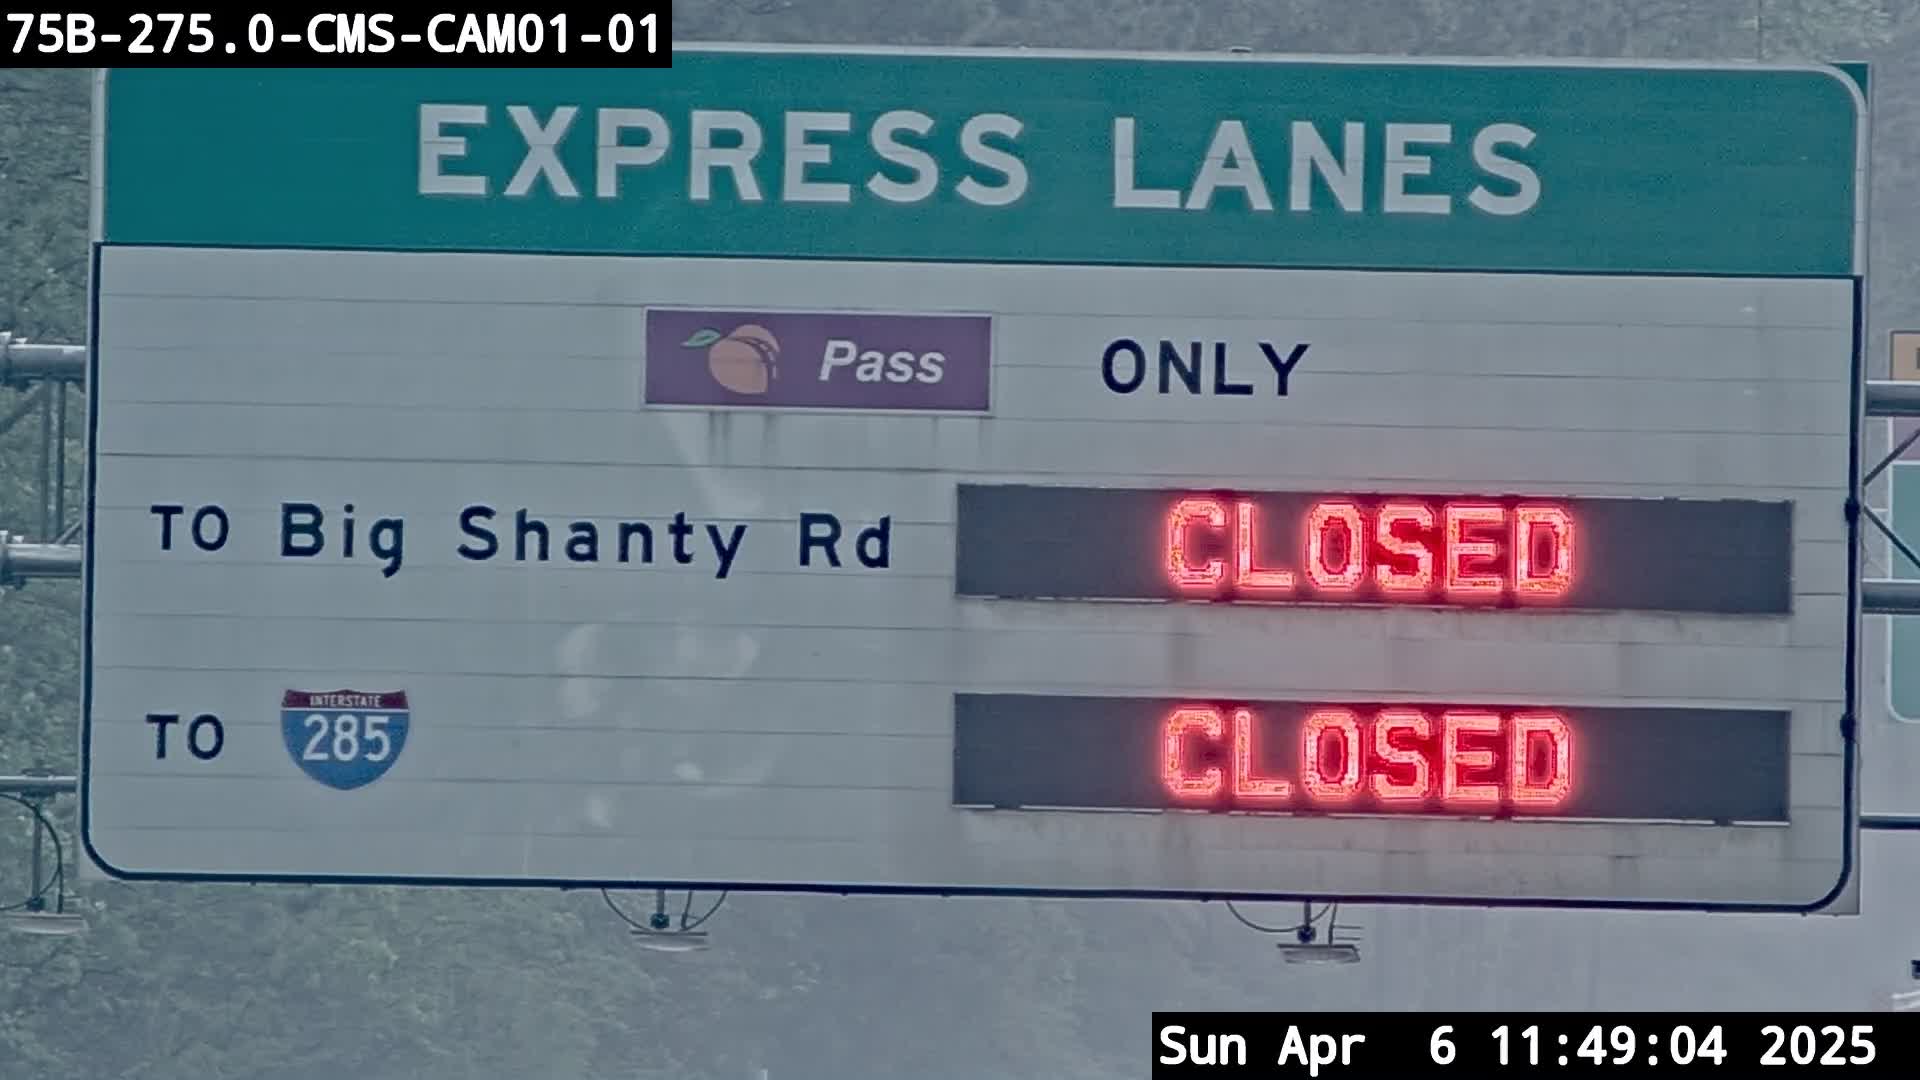 75B-275.0-CMS-CAM01-01
EXPRESS LANES
Pass ONLY
TO Big Shanty Rd CLOSED
TO INTERSTATE 285 CLOSED
Sun Apr 6 11:49:04 2025